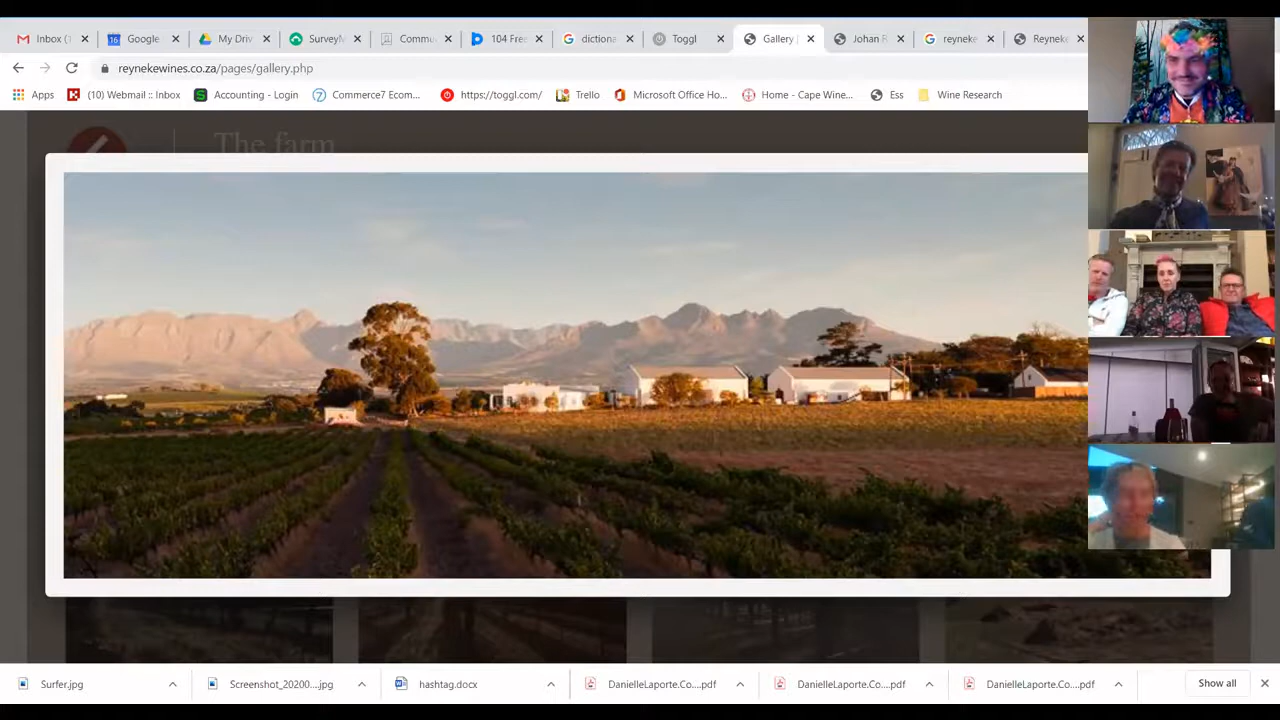 Inbox (1
Google
My Driv
SurveyM
Commu
104 re
dictiona
Toggl
Gallery |
Johan R
reyneke
Reyneke
reynekewines.co.za/pages/gallery.php
Apps
(10) Webmail :: Inbox
Accounting - Login
Commerce7 Ecom...
https://toggl.com/
Trello
Microsoft Office Ho...
Home - Cape Wine...
Ess
Wine Research
The farm
Surfer.jpg
Screenshot_20200....jpg
hashtag.docx
DanielleLaporte.Co....pdf
DanielleLaporte.Co....pdf
DanielleLaporte.Co....pdf
Show all